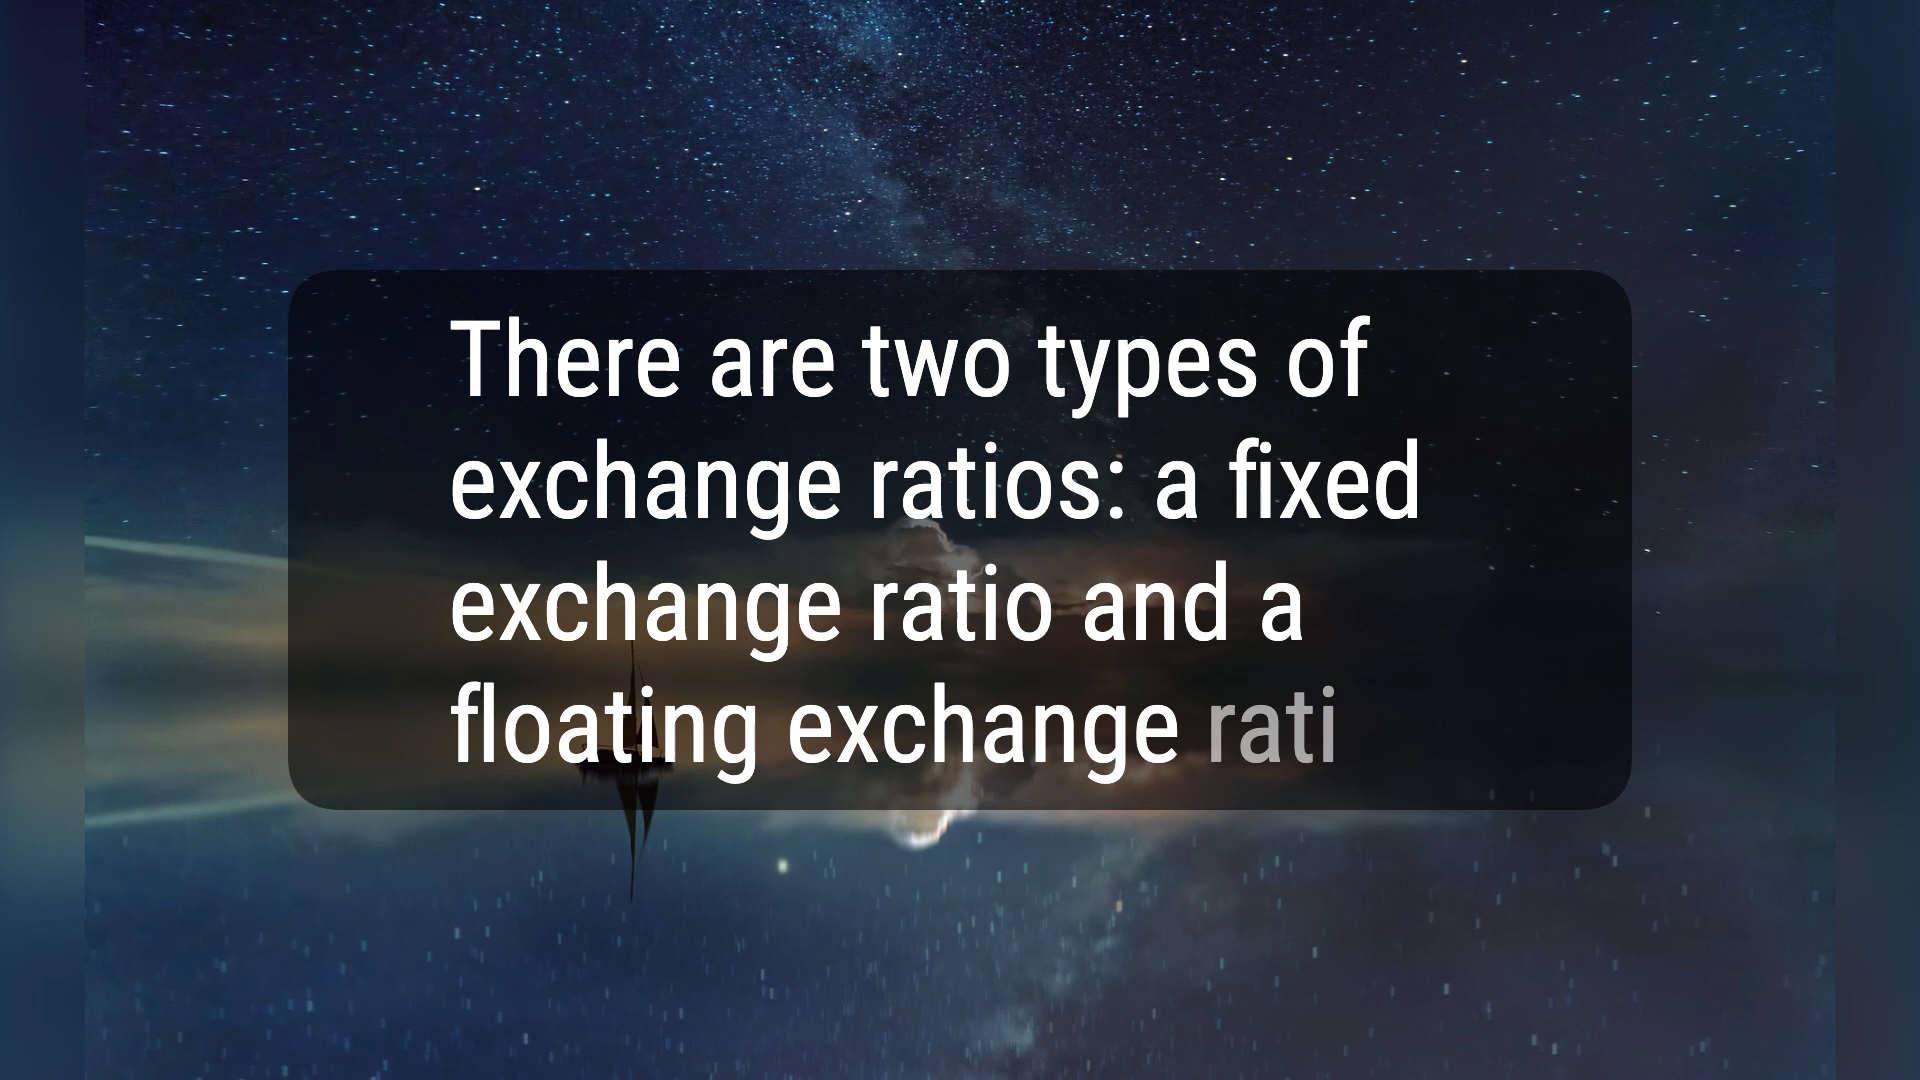 There are two types of
exchange ratios: a fixed
exchange ratio and a
floating exchange rati